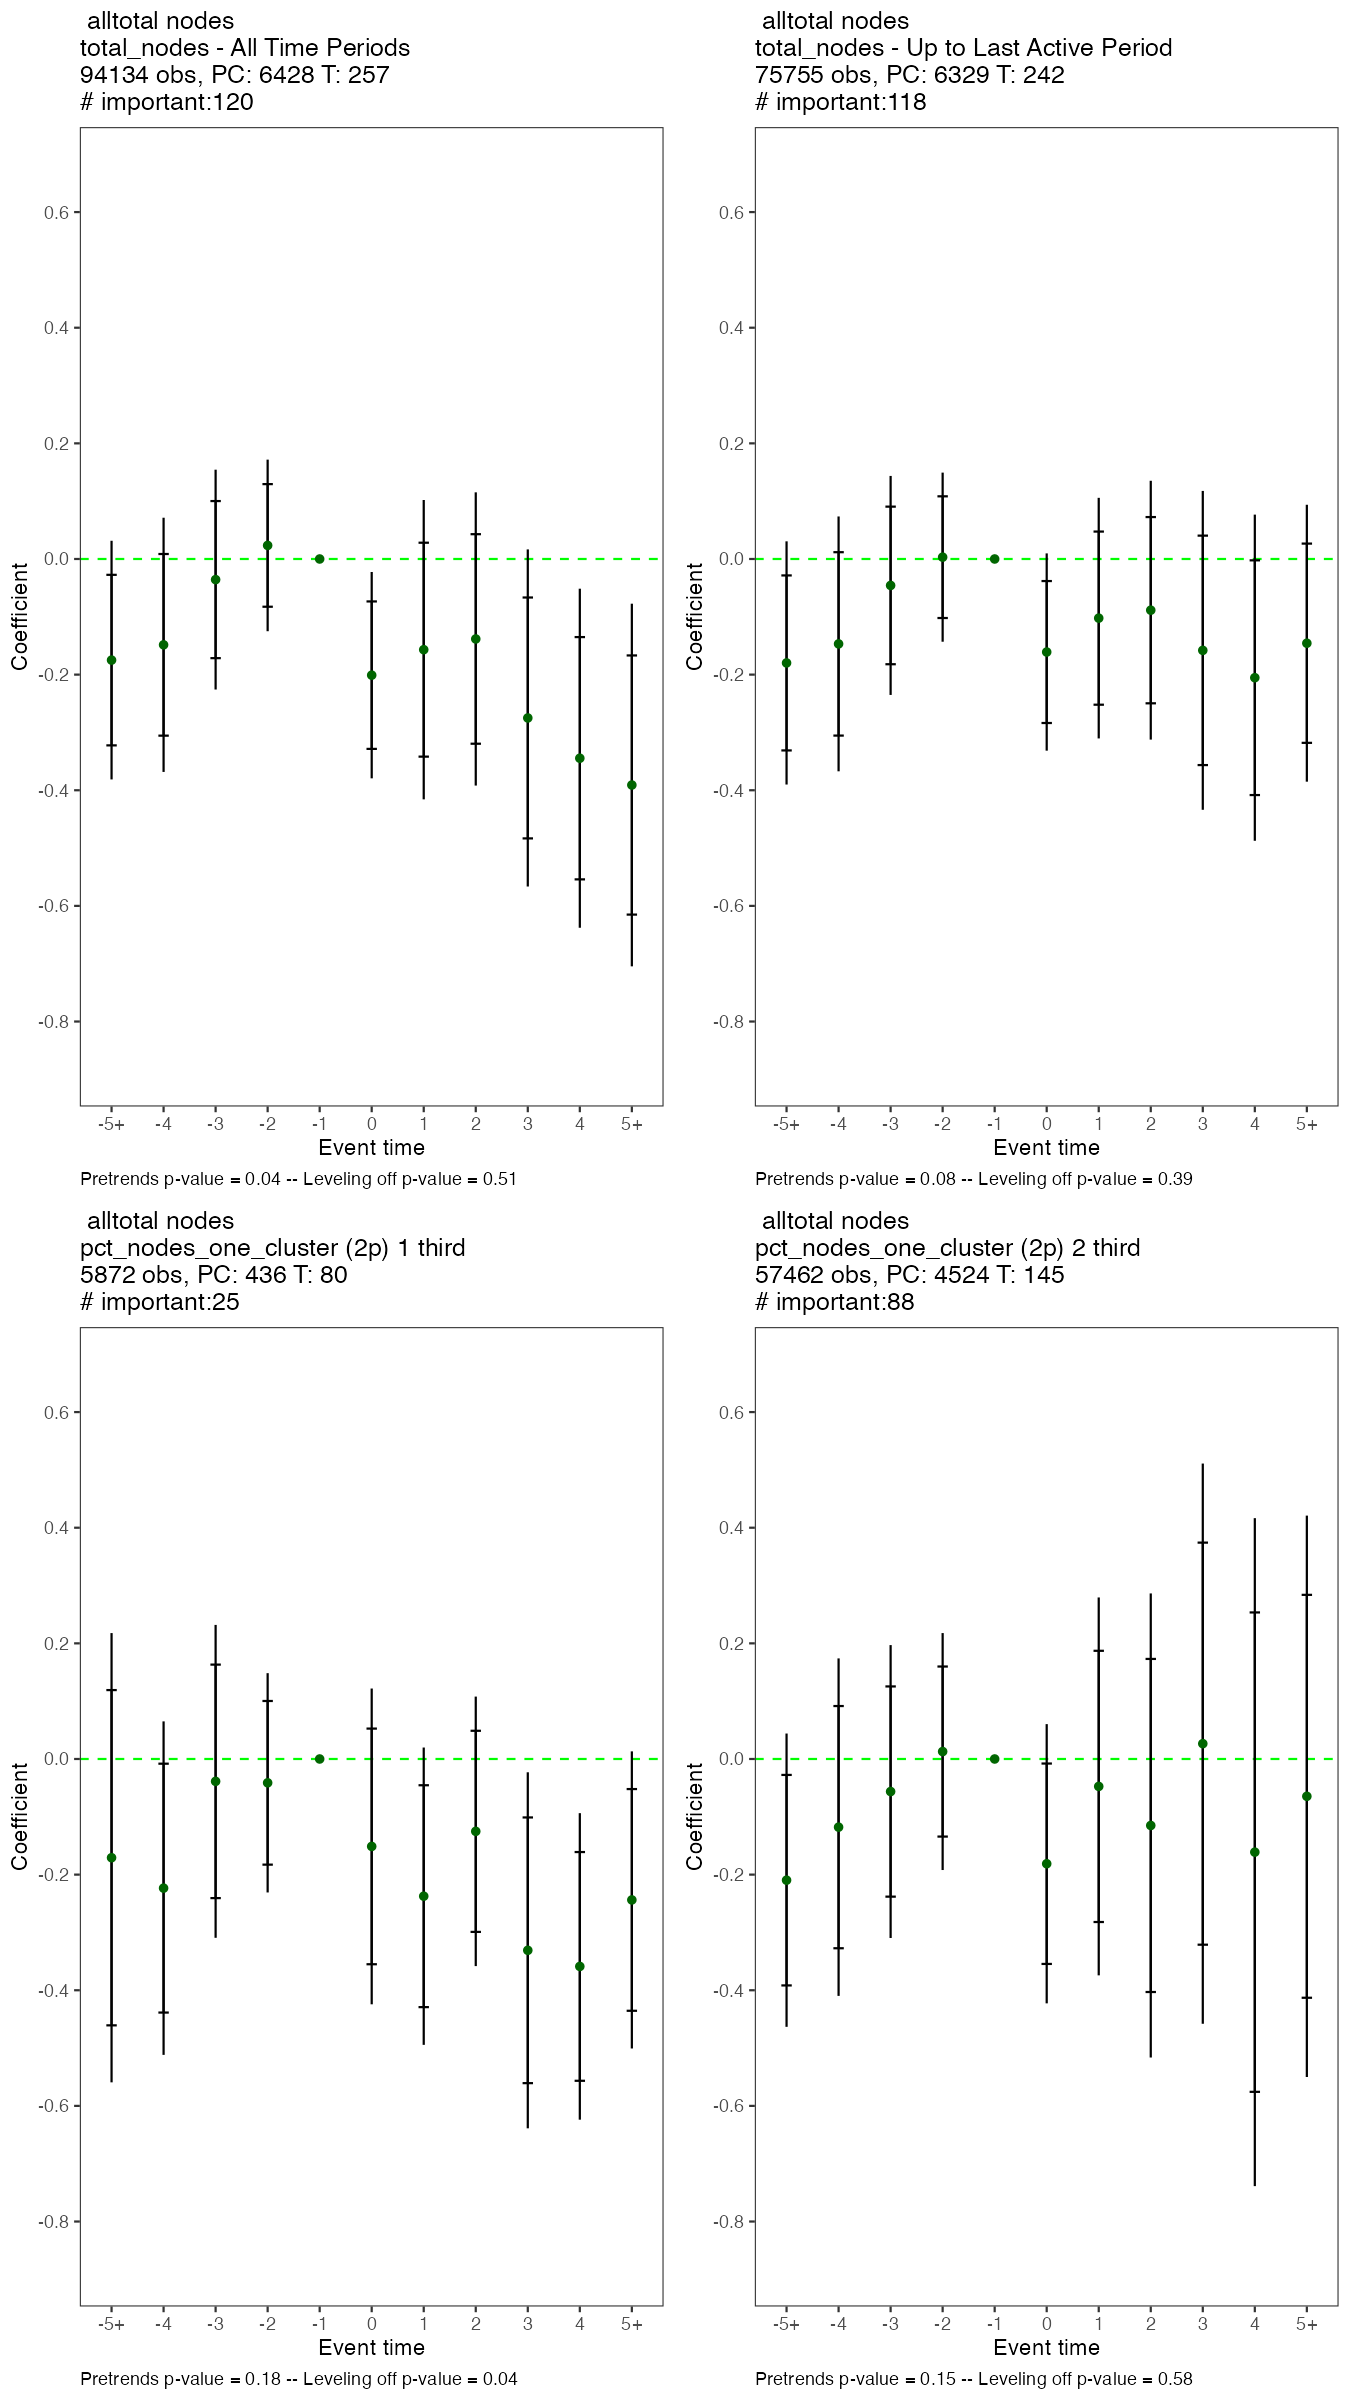 alltotal nodes
total_nodes - All Time Periods
94134 obs, PC: 6428 T: 257
# important:120
0.6
0.4
0.2
0.0
-0.2
-0.4
-0.6
-0.8
Coefficient
-5+ -4 -3 -2 -1 0 1 2 3 4 5+
Event time
Pretrends p-value = 0.04 -- Leveling off p-value = 0.51
alltotal nodes
total_nodes - Up to Last Active Period
75755 obs, PC: 6329 T: 242
# important:118
0.6
0.4
0.2
0.0
-0.2
-0.4
-0.6
-0.8
Coefficient
-5+ -4 -3 -2 -1 0 1 2 3 4 5+
Event time
Pretrends p-value = 0.08 -- Leveling off p-value = 0.39
alltotal nodes
pct_nodes_one_cluster (2p) 1 third
5872 obs, PC: 436 T: 80
# important:25
0.6
0.4
0.2
0.0
-0.2
-0.4
-0.6
-0.8
Coefficient
-5+ -4 -3 -2 -1 0 1 2 3 4 5+
Event time
Pretrends p-value = 0.18 -- Leveling off p-value = 0.04
alltotal nodes
pct_nodes_one_cluster (2p) 2 third
57462 obs, PC: 4524 T: 145
# important:88
0.6
0.4
0.2
0.0
-0.2
-0.4
-0.6
-0.8
Coefficient
-5+ -4 -3 -2 -1 0 1 2 3 4 5+
Event time
Pretrends p-value = 0.15 -- Leveling off p-value = 0.58